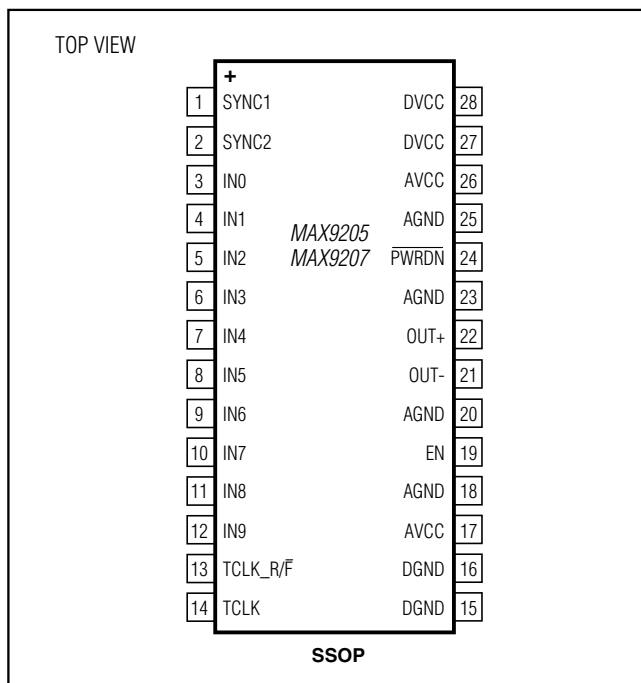 TOP VIEW
+
1 SYNC1 DVCC 28
2 SYNC2 DVCC 27
3 IN0 AVCC 26
4 IN1 AGND 25
MAX9205
5 IN2 MAX9207 P̅W̅R̅D̅N̅ 24
6 IN3 AGND 23
7 IN4 OUT+ 22
8 IN5 OUT- 21
9 IN6 AGND 20
10 IN7 EN 19
11 IN8 AGND 18
12 IN9 AVCC 17
13 TCLK_R/F̅ DGND 16
14 TCLK DGND 15
SSOP